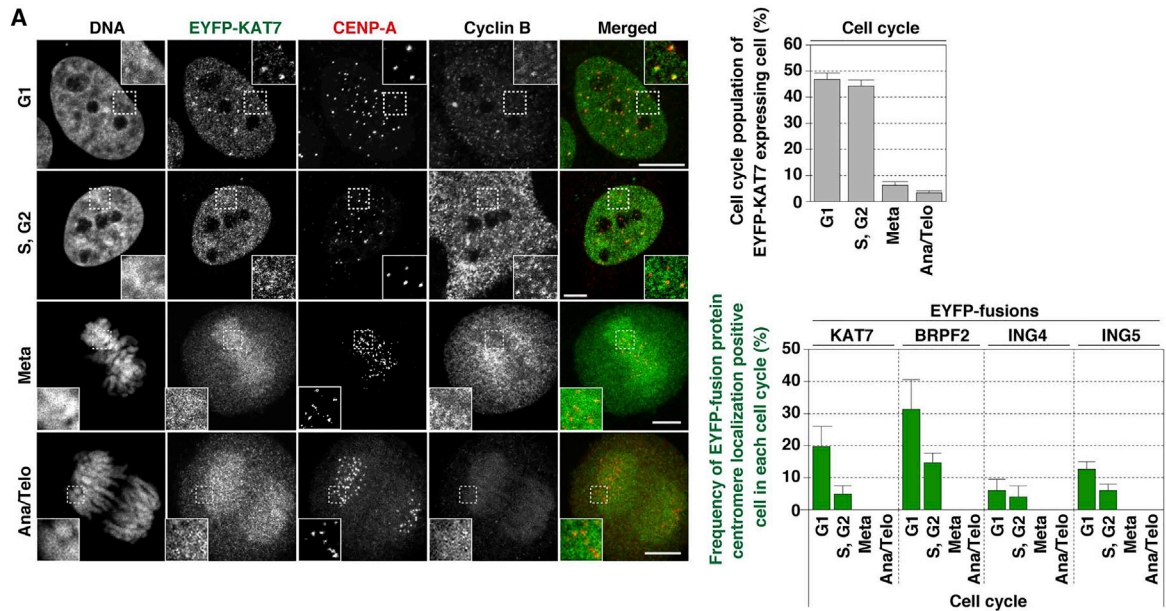 A
DNA
EYFP-KAT7
CENP-A
Cyclin B
Merged
G1
S, G2
Meta
Ana/Telo
Cell cycle
Cell cycle population of
EYFP-KAT7 expressing cell (%)
60
50
40
30
20
10
0
G1
S, G2
Meta
Ana/Telo
EYFP-fusions
KAT7
BRPF2
ING4
ING5
Frequency of EYFP-fusion protein
centromere localization positive
cell in each cell cycle (%)
50
40
30
20
10
0
G1
S, G2
Meta
Ana/Telo
G1
S, G2
Meta
Ana/Telo
G1
S, G2
Meta
Ana/Telo
G1
S, G2
Meta
Ana/Telo
Cell cycle